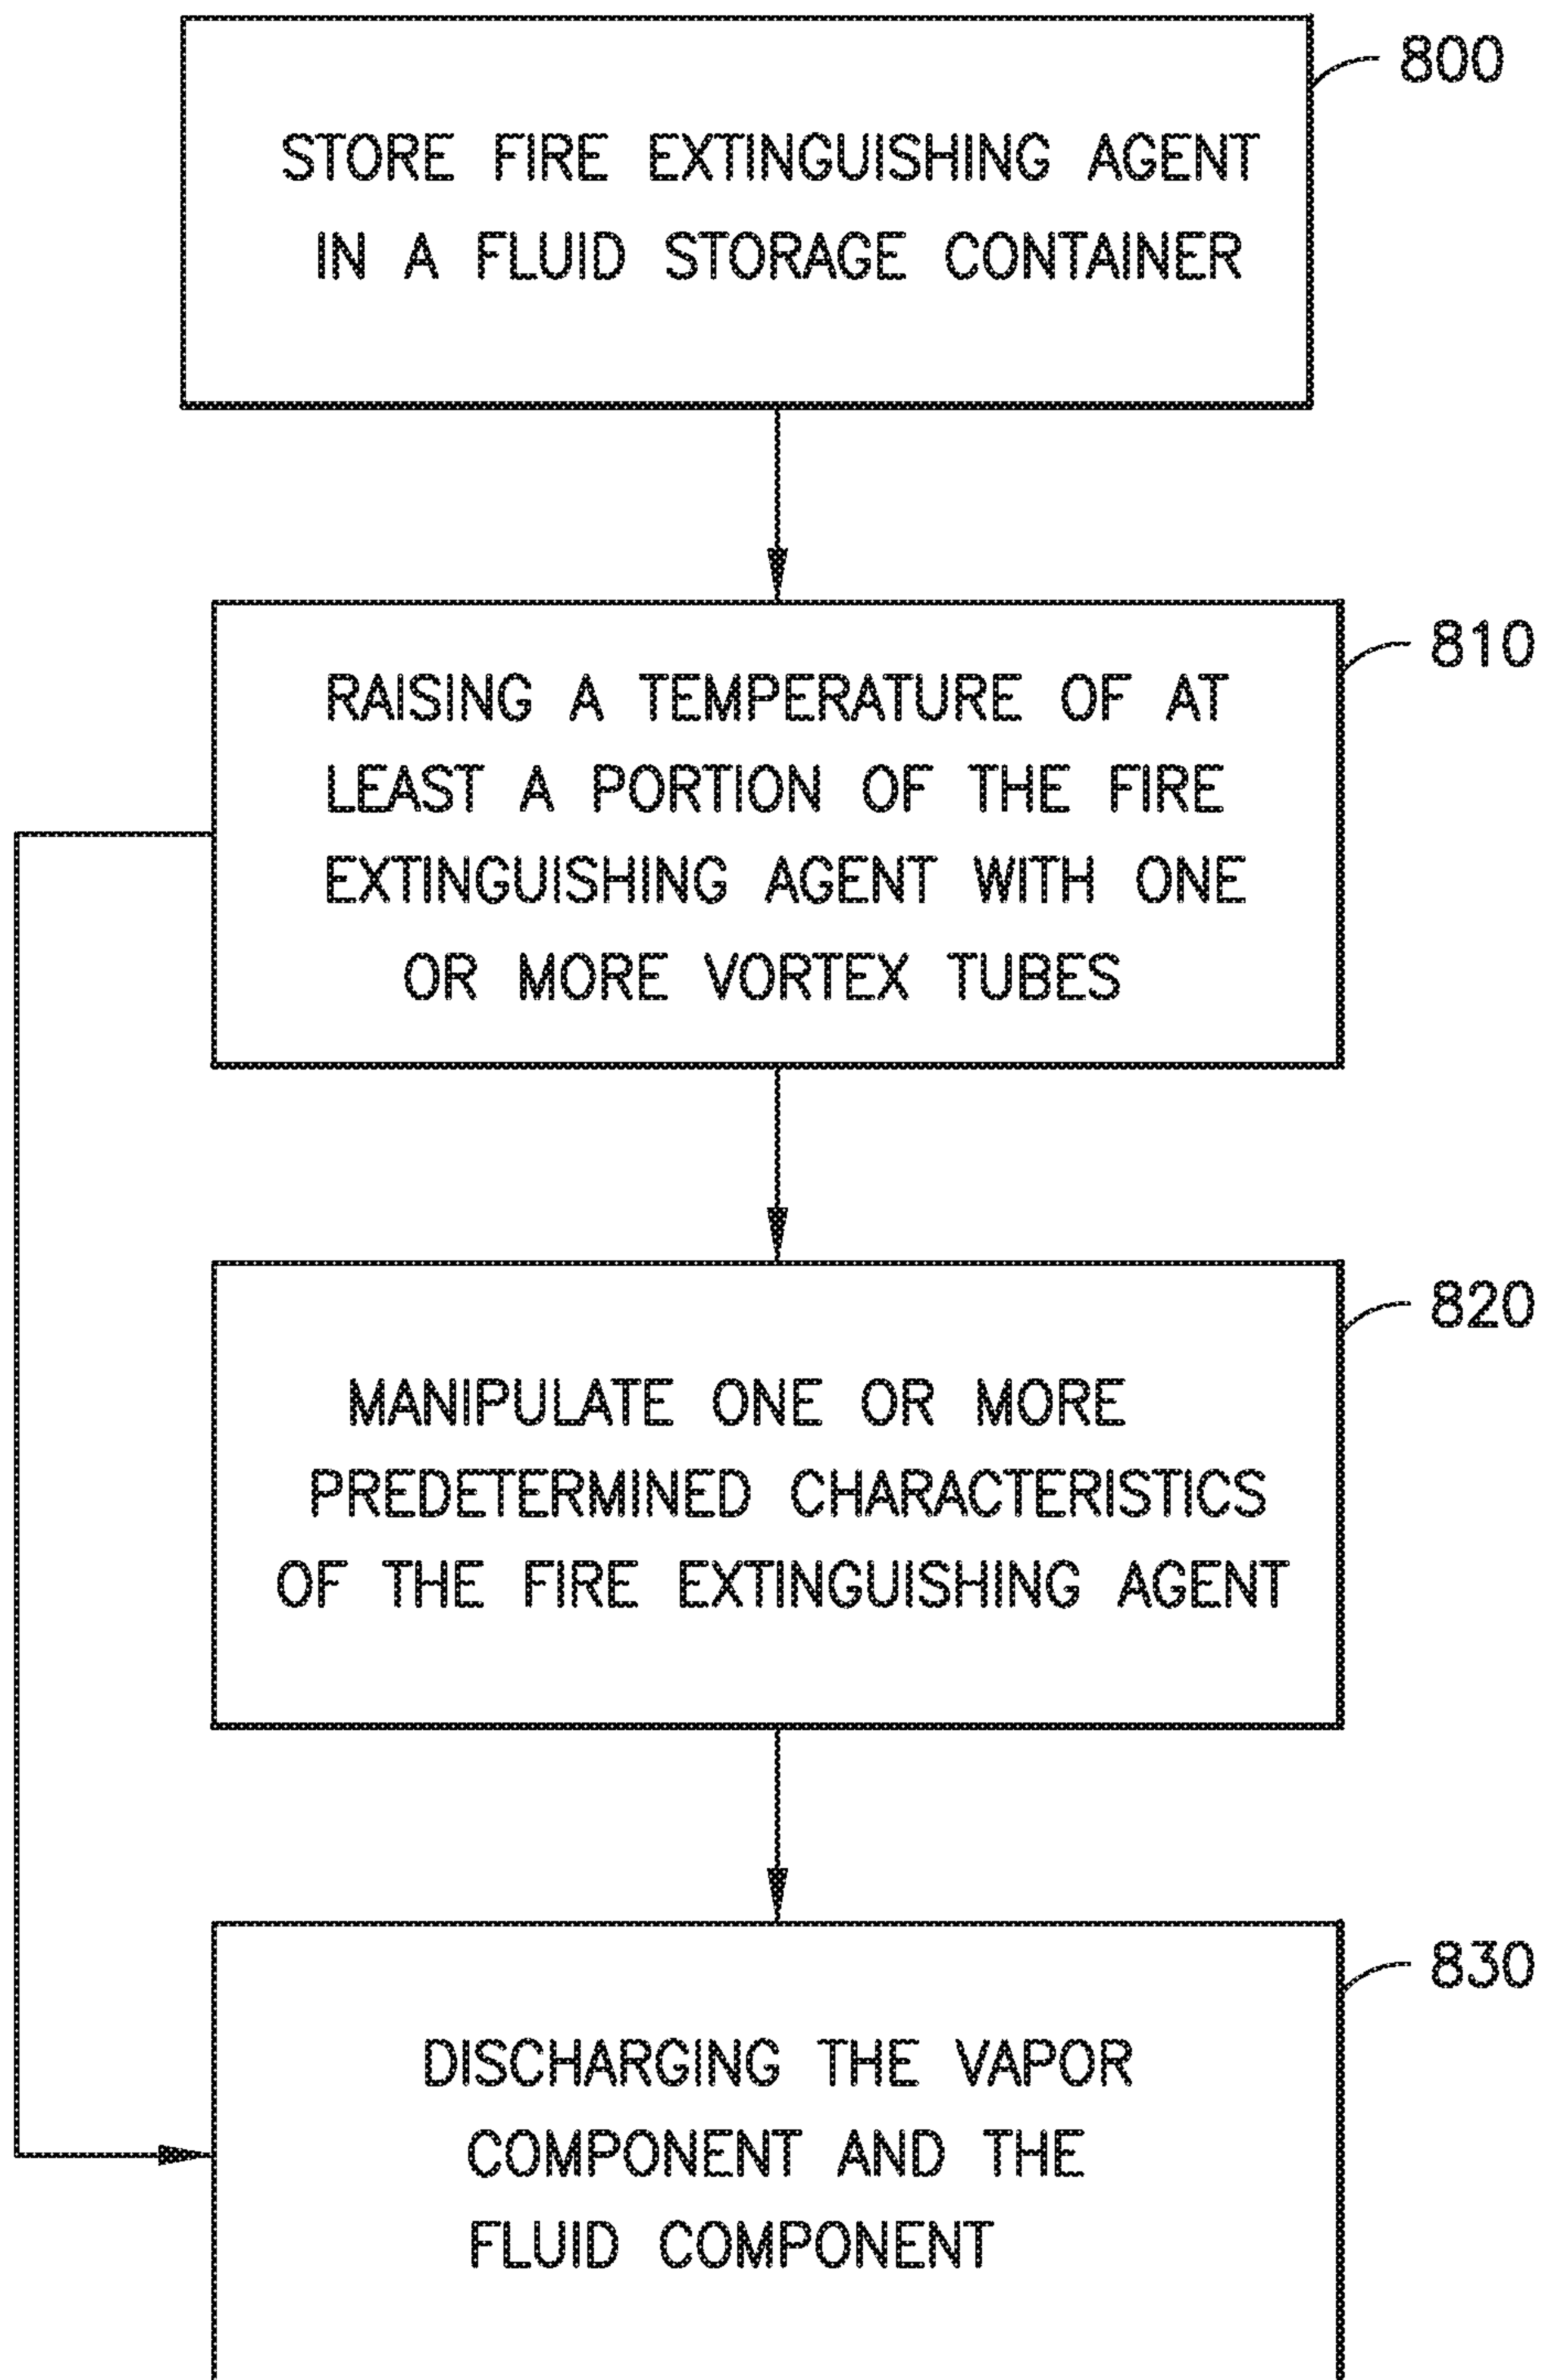 800
STORE FIRE EXTINGUISHING AGENT
IN A FLUID STORAGE CONTAINER
810
RAISING A TEMPERATURE OF AT
LEAST A PORTION OF THE FIRE
EXTINGUISHING AGENT WITH ONE
OR MORE VORTEX TUBES
820
MANIPULATE ONE OR MORE
PREDETERMINED CHARACTERISTICS
OF THE FIRE EXTINGUISHING AGENT
830
DISCHARGING THE VAPOR
COMPONENT AND THE
FLUID COMPONENT